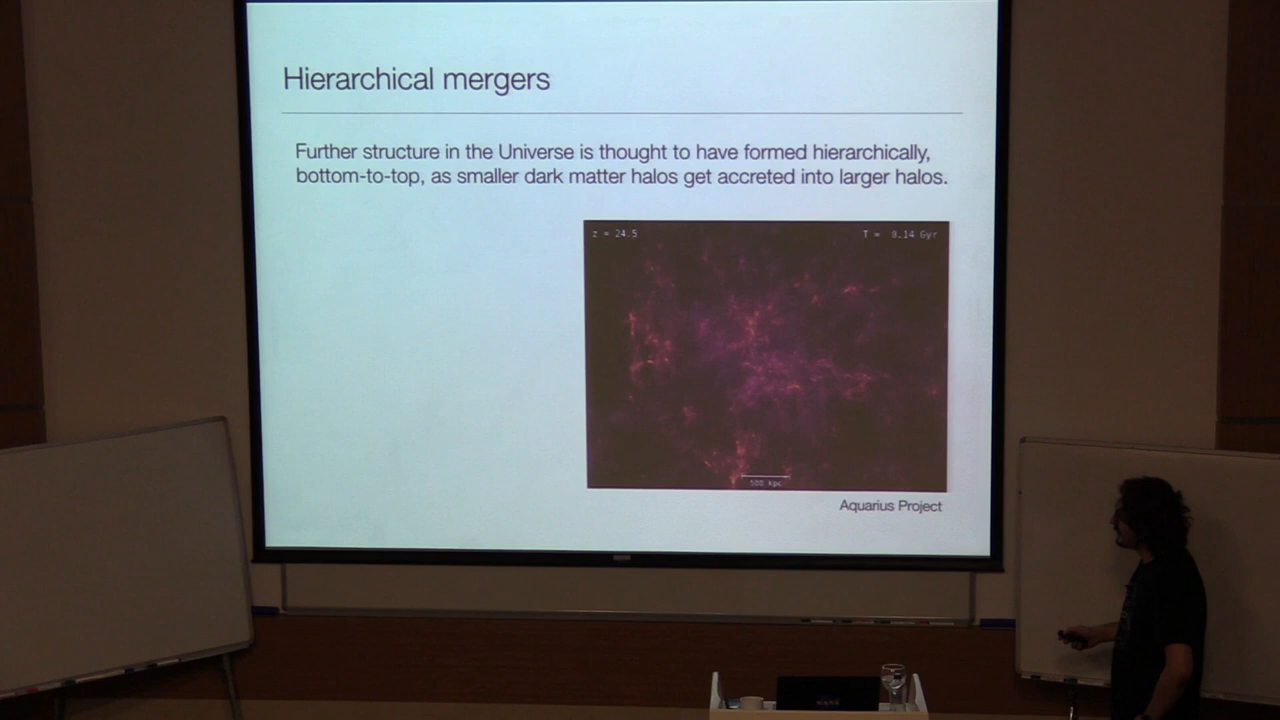 Hierarchical mergers
Further structure in the Universe is thought to have formed hierarchically,
bottom-to-top, as smaller dark matter halos get accreted into larger halos.
z = 24.5
T = 0.14 Gyr
500 kpc
Aquarius Project